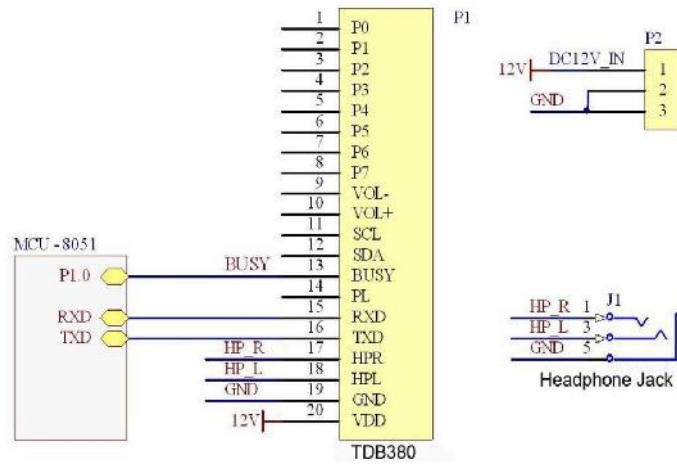 P1
1 P0
2 P1
3 P2
4 P3
5 P4
6 P5
7 P6
8 P7
9 VOL-
10 VOL+
11 SCL
12 SDA
BUSY 13 BUSY
14 PL
15 RXD
16 TXD
HP_R 17 HPR
HP_L 18 HPL
GND 19 GND
12V 20 VDD
TDB380
MCU - 8051
P1.0
RXD
TXD
P2
12V DC12V_IN 1
2
GND 3
J1
HP_R 1
HP_L 3
GND 5
Headphone Jack